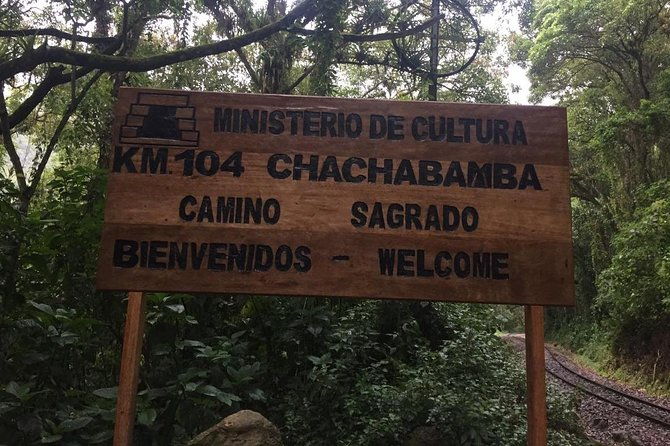 MINISTERIO DE CULTURA
KM.104 CHACHABAMBA
CAMINO SAGRADO
BIENVENIDOS - WELCOME